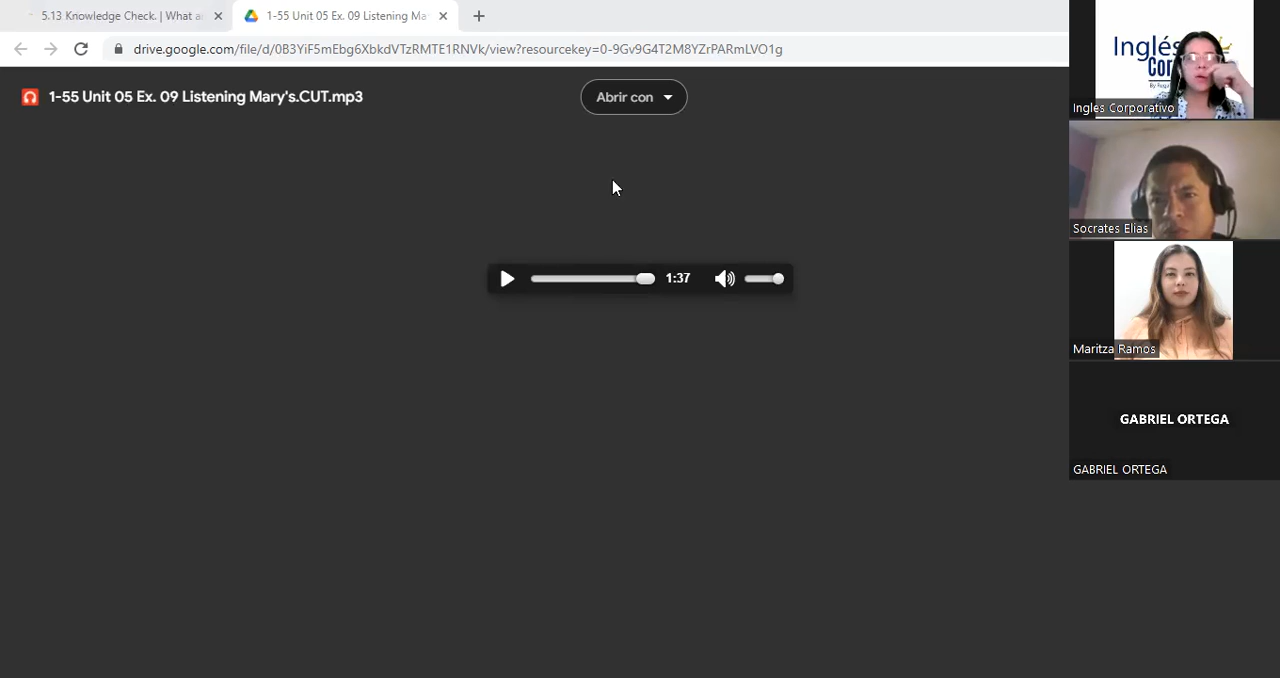 5.13 Knowledge Check. | What a
1-55 Unit 05 Ex. 09 Listening Mary
drive.google.com/file/d/0B3YiF5mEbg6XbkdVTzRMTE1RNVk/view?resourcekey=0-9Gv9G4T2M8YZrPARmLVO1g
1-55 Unit 05 Ex. 09 Listening Mary's.CUT.mp3
Abrir con
1:37
Inglés
Cor
Ingles Corporativo
Socrates Elias
Maritza Ramos
GABRIEL ORTEGA
GABRIEL ORTEGA